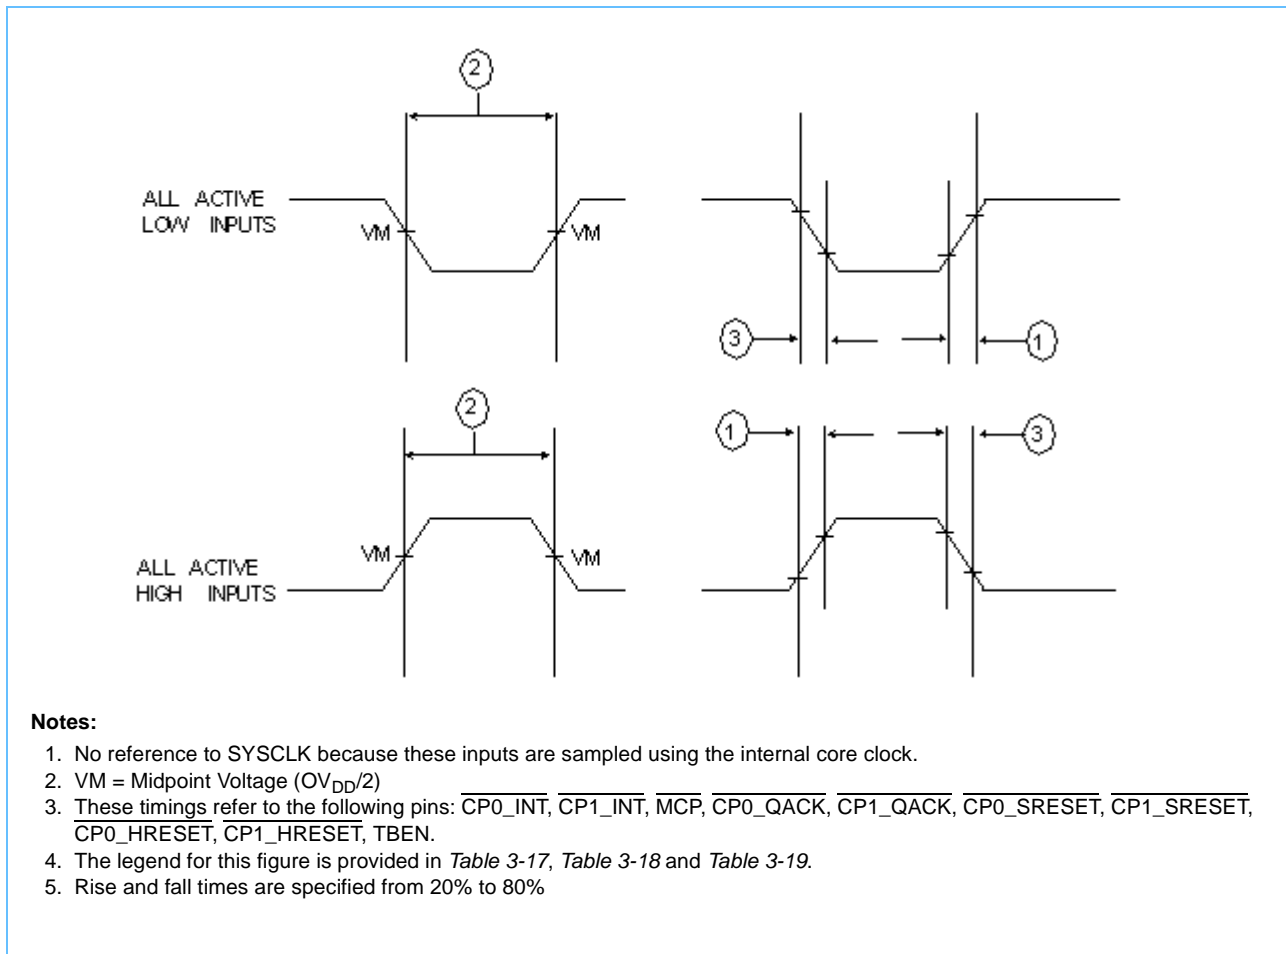 2
ALL ACTIVE
LOW INPUTS
VM
VM
3
1
2
1
3
ALL ACTIVE
HIGH INPUTS
VM
VM
Notes:
1. No reference to SYSCLK because these inputs are sampled using the internal core clock.
2. VM = Midpoint Voltage (OVDD/2)
3. These timings refer to the following pins: CP0_INT, CP1_INT, MCP, CP0_QACK, CP1_QACK, CP0_SRESET, CP1_SRESET,
CP0_HRESET, CP1_HRESET, TBEN.
4. The legend for this figure is provided in Table 3-17, Table 3-18 and Table 3-19.
5. Rise and fall times are specified from 20% to 80%